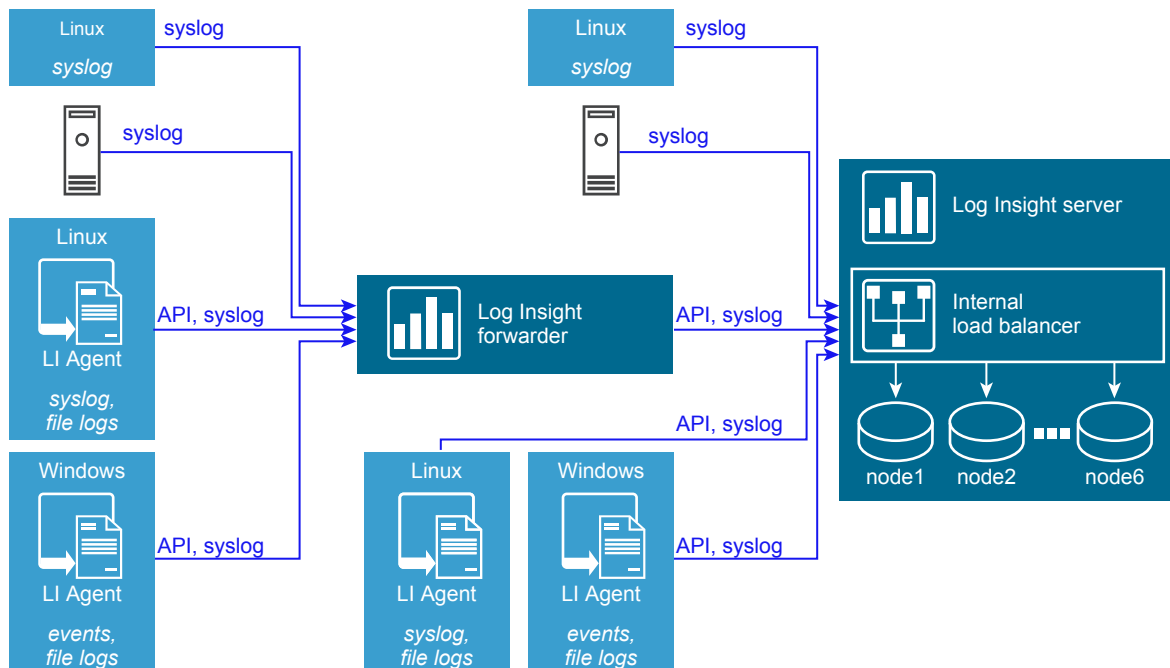 Linux
syslog
syslog
syslog
Linux
LI Agent
syslog,
file logs
API, syslog
Windows
LI Agent
events,
file logs
API, syslog
Log Insight
forwarder
API, syslog
Linux
syslog
syslog
syslog
Linux
LI Agent
syslog,
file logs
API, syslog
Windows
LI Agent
events,
file logs
API, syslog
Log Insight server
Internal
load balancer
node1
node2
node6